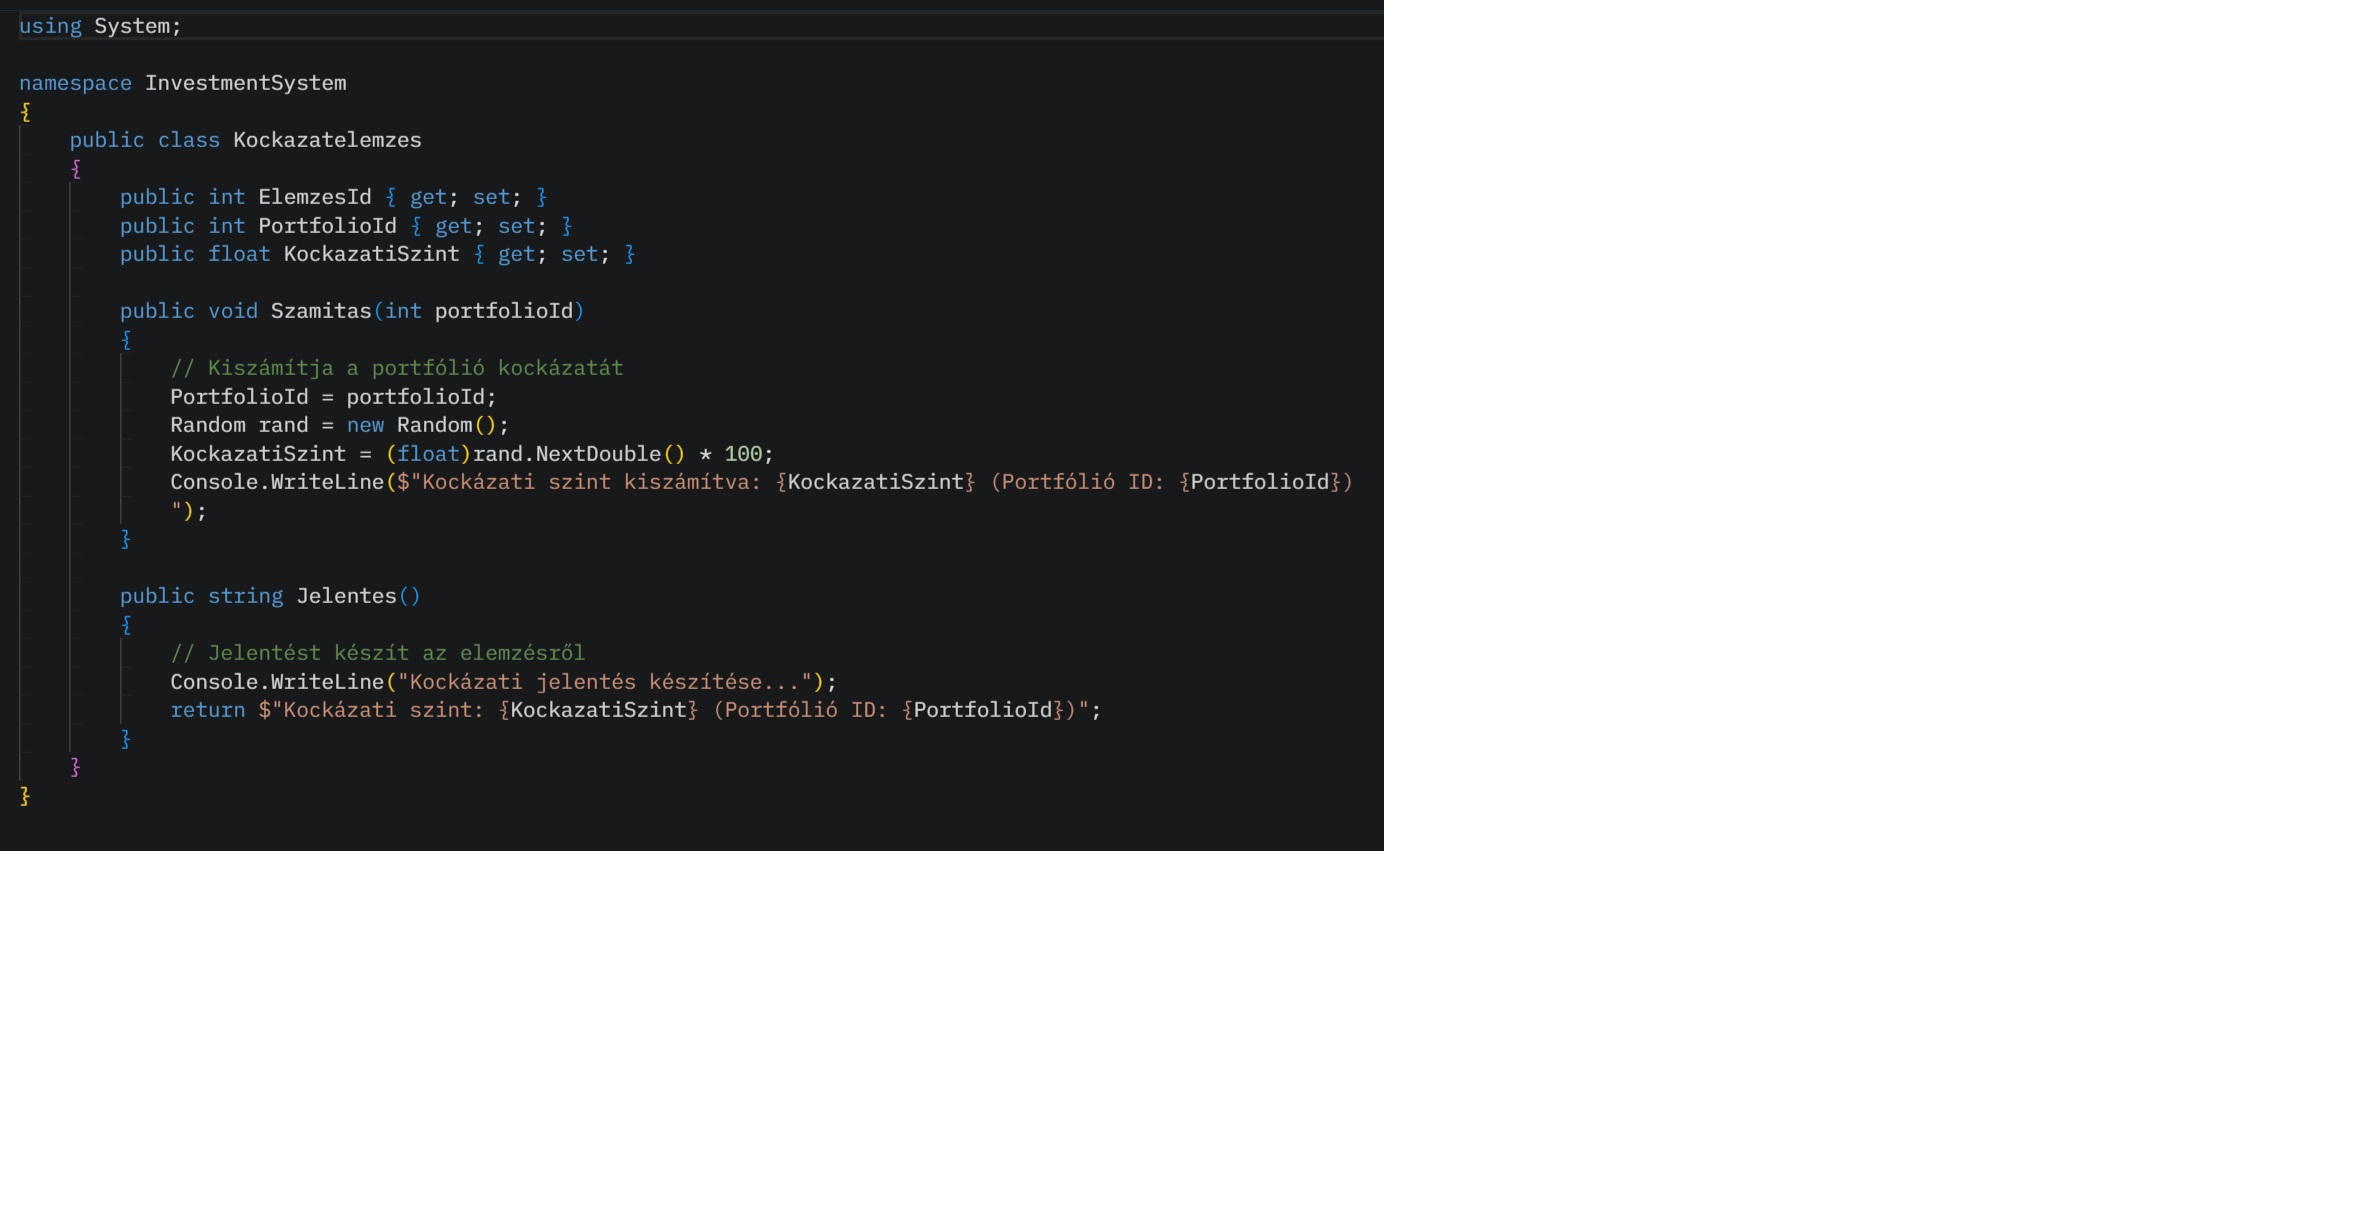 using System;
namespace InvestmentSystem
{
public class Kockazatelemzes
{
public int ElemzesId { get; set; }
public int PortfolioId { get; set; }
public float KockazatiSzint { get; set; }
public void Szamitas(int portfolioId)
{
// Kiszámítja a portfólió kockázatát
PortfolioId = portfolioId;
Random rand = new Random();
KockazatiSzint = (float)rand.NextDouble() * 100;
Console.WriteLine($"Kockázati szint kiszámítva: {KockazatiSzint} (Portfólió ID: {PortfolioId})
");
}
public string Jelentes()
{
// Jelentést készít az elemzésről
Console.WriteLine("Kockázati jelentés készítése...");
return $"Kockázati szint: {KockazatiSzint} (Portfólió ID: {PortfolioId})";
}
}
}